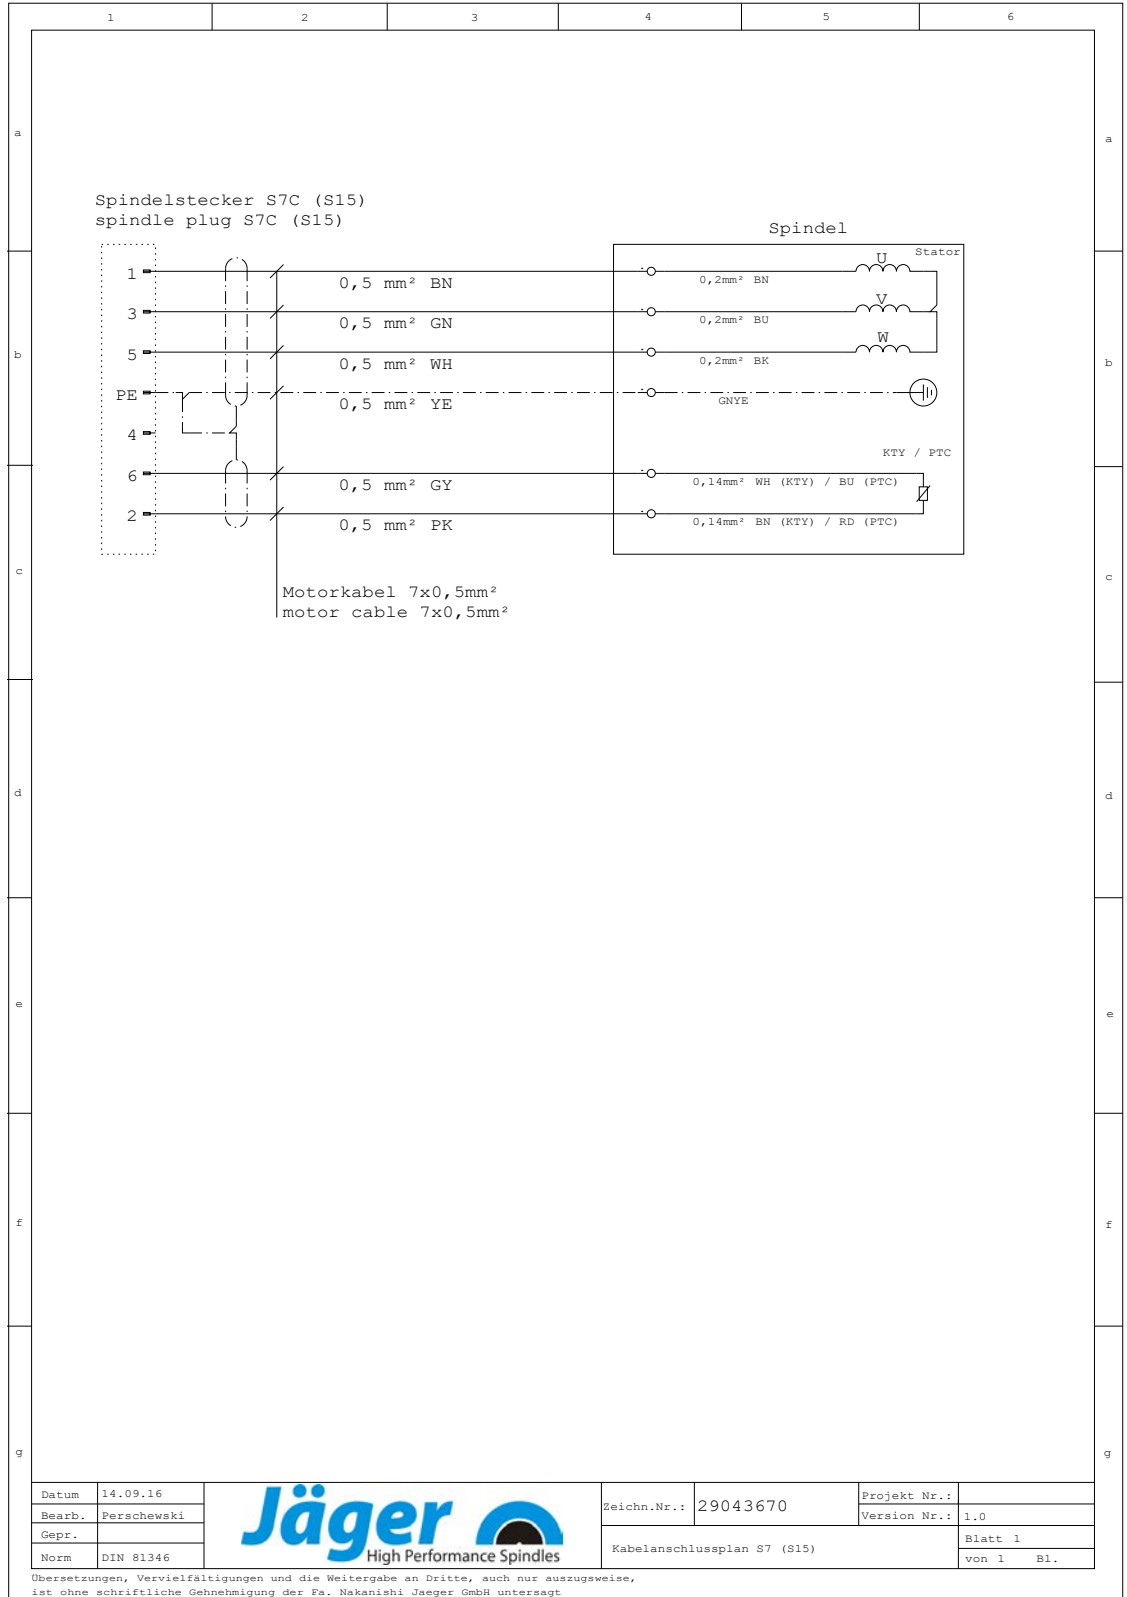 1 2 3 4 5 6
a a
Spindelstecker S7C (S15)
spindle plug S7C (S15)
Spindel
Stator
1 0,5 mm² BN 0,2mm² BN U
3 0,5 mm² GN 0,2mm² BU V
b b
5 0,5 mm² WH 0,2mm² BK W
PE 0,5 mm² YE GNYE
4
KTY / PTC
6 0,5 mm² GY 0,14mm² WH (KTY) / BU (PTC)
2 0,5 mm² PK 0,14mm² BN (KTY) / RD (PTC)
c c
Motorkabel 7x0,5mm²
motor cable 7x0,5mm²
d d
e e
f f
g g
Datum 14.09.16
Bearb. Perschewski
Gepr.
Norm DIN 81346
Jäger
High Performance Spindles
Zeichn.Nr.: 29043670
Kabelanschlussplan S7 (S15)
Projekt Nr.:
Version Nr.: 1.0
Blatt 1
von 1 Bl.
Übersetzungen, Vervielfältigungen und die Weitergabe an Dritte, auch nur auszugsweise,
ist ohne schriftliche Gehnehmigung der Fa. Nakanishi Jaeger GmbH untersagt